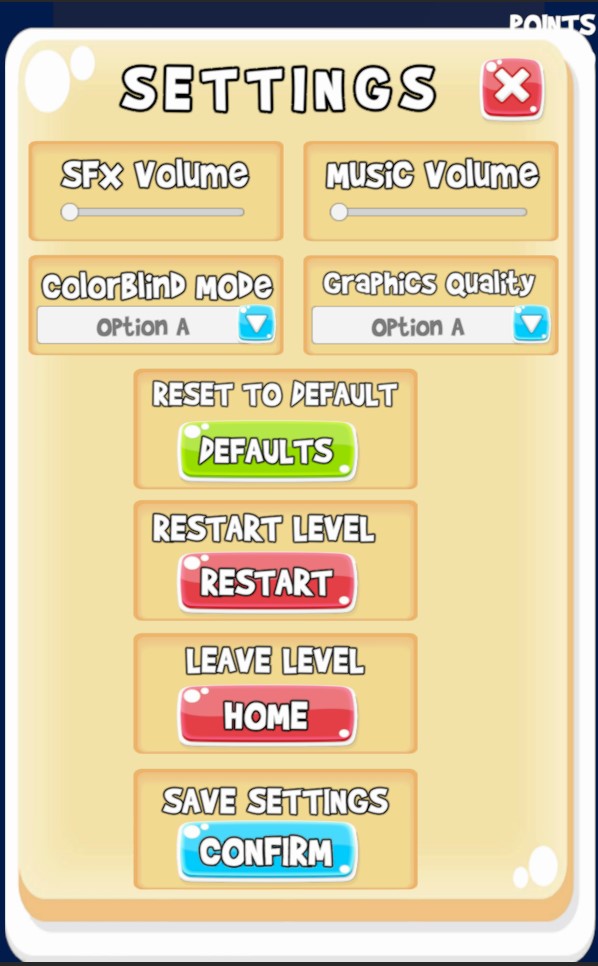 POINTS
SETTINGS
SFX Volume
Music Volume
ColorBlind Mode
Graphics Quality
Option A
Option A
RESET TO DEFAULT
DEFAULTS
RESTART LEVEL
RESTART
LEAVE LEVEL
HOME
SAVE SETTINGS
CONFIRM